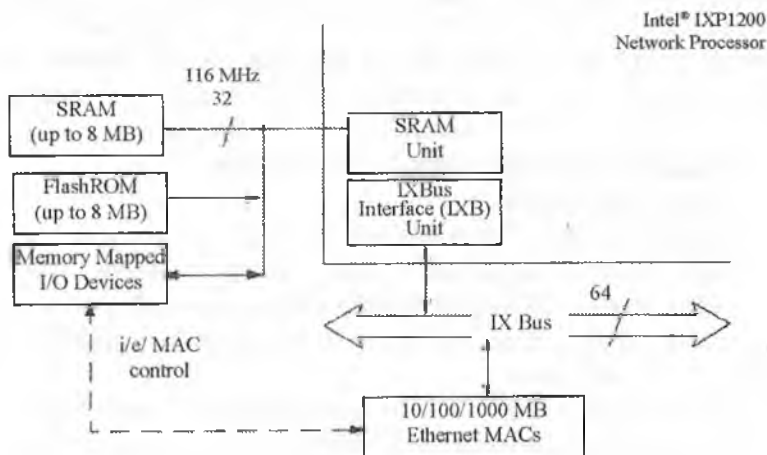 Intel® IXP1200
Network Processor
116 MHz
32
SRAM
(up to 8 MB)
SRAM
Unit
FlashROM
(up to 8 MB)
IXBus
Interface (IXB)
Unit
Memory Mapped
I/O Devices
64
IX Bus
i/e/ MAC
control
10/100/1000 MB
Ethernet MACs